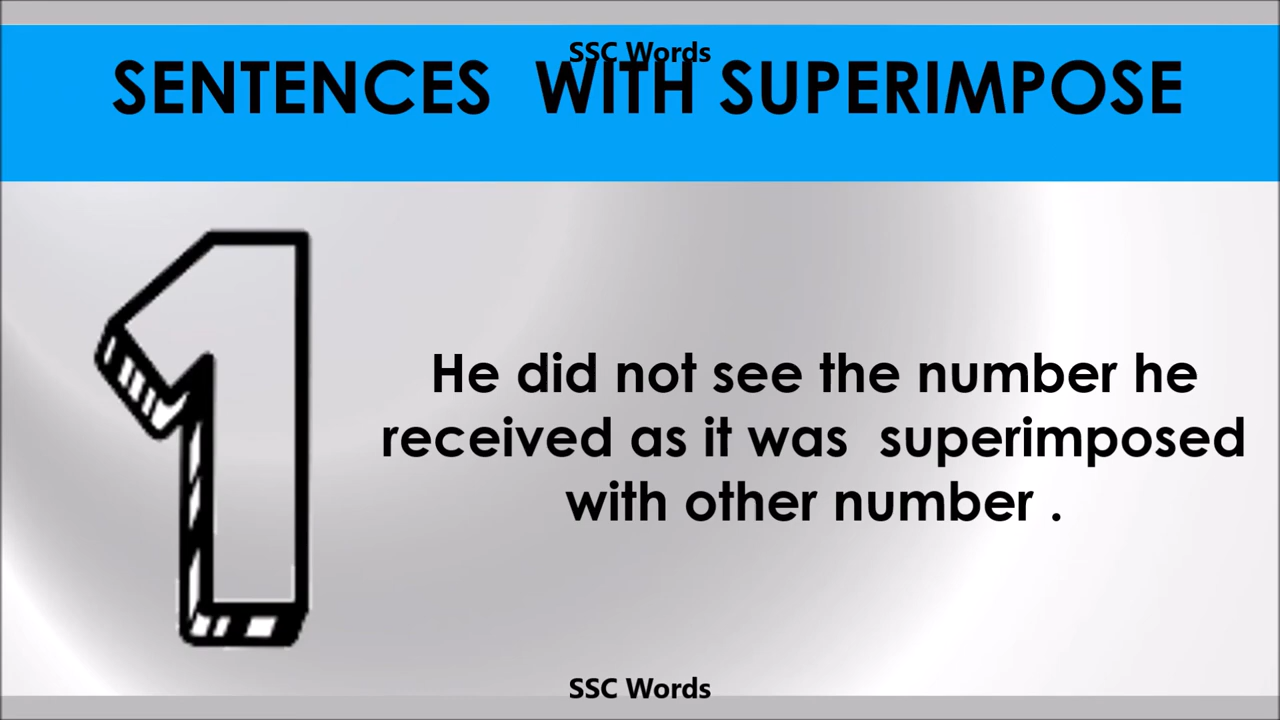 SSC Words
SENTENCES WITH SUPERIMPOSE
1
He did not see the number he
received as it was superimposed
with other number .
SSC Words